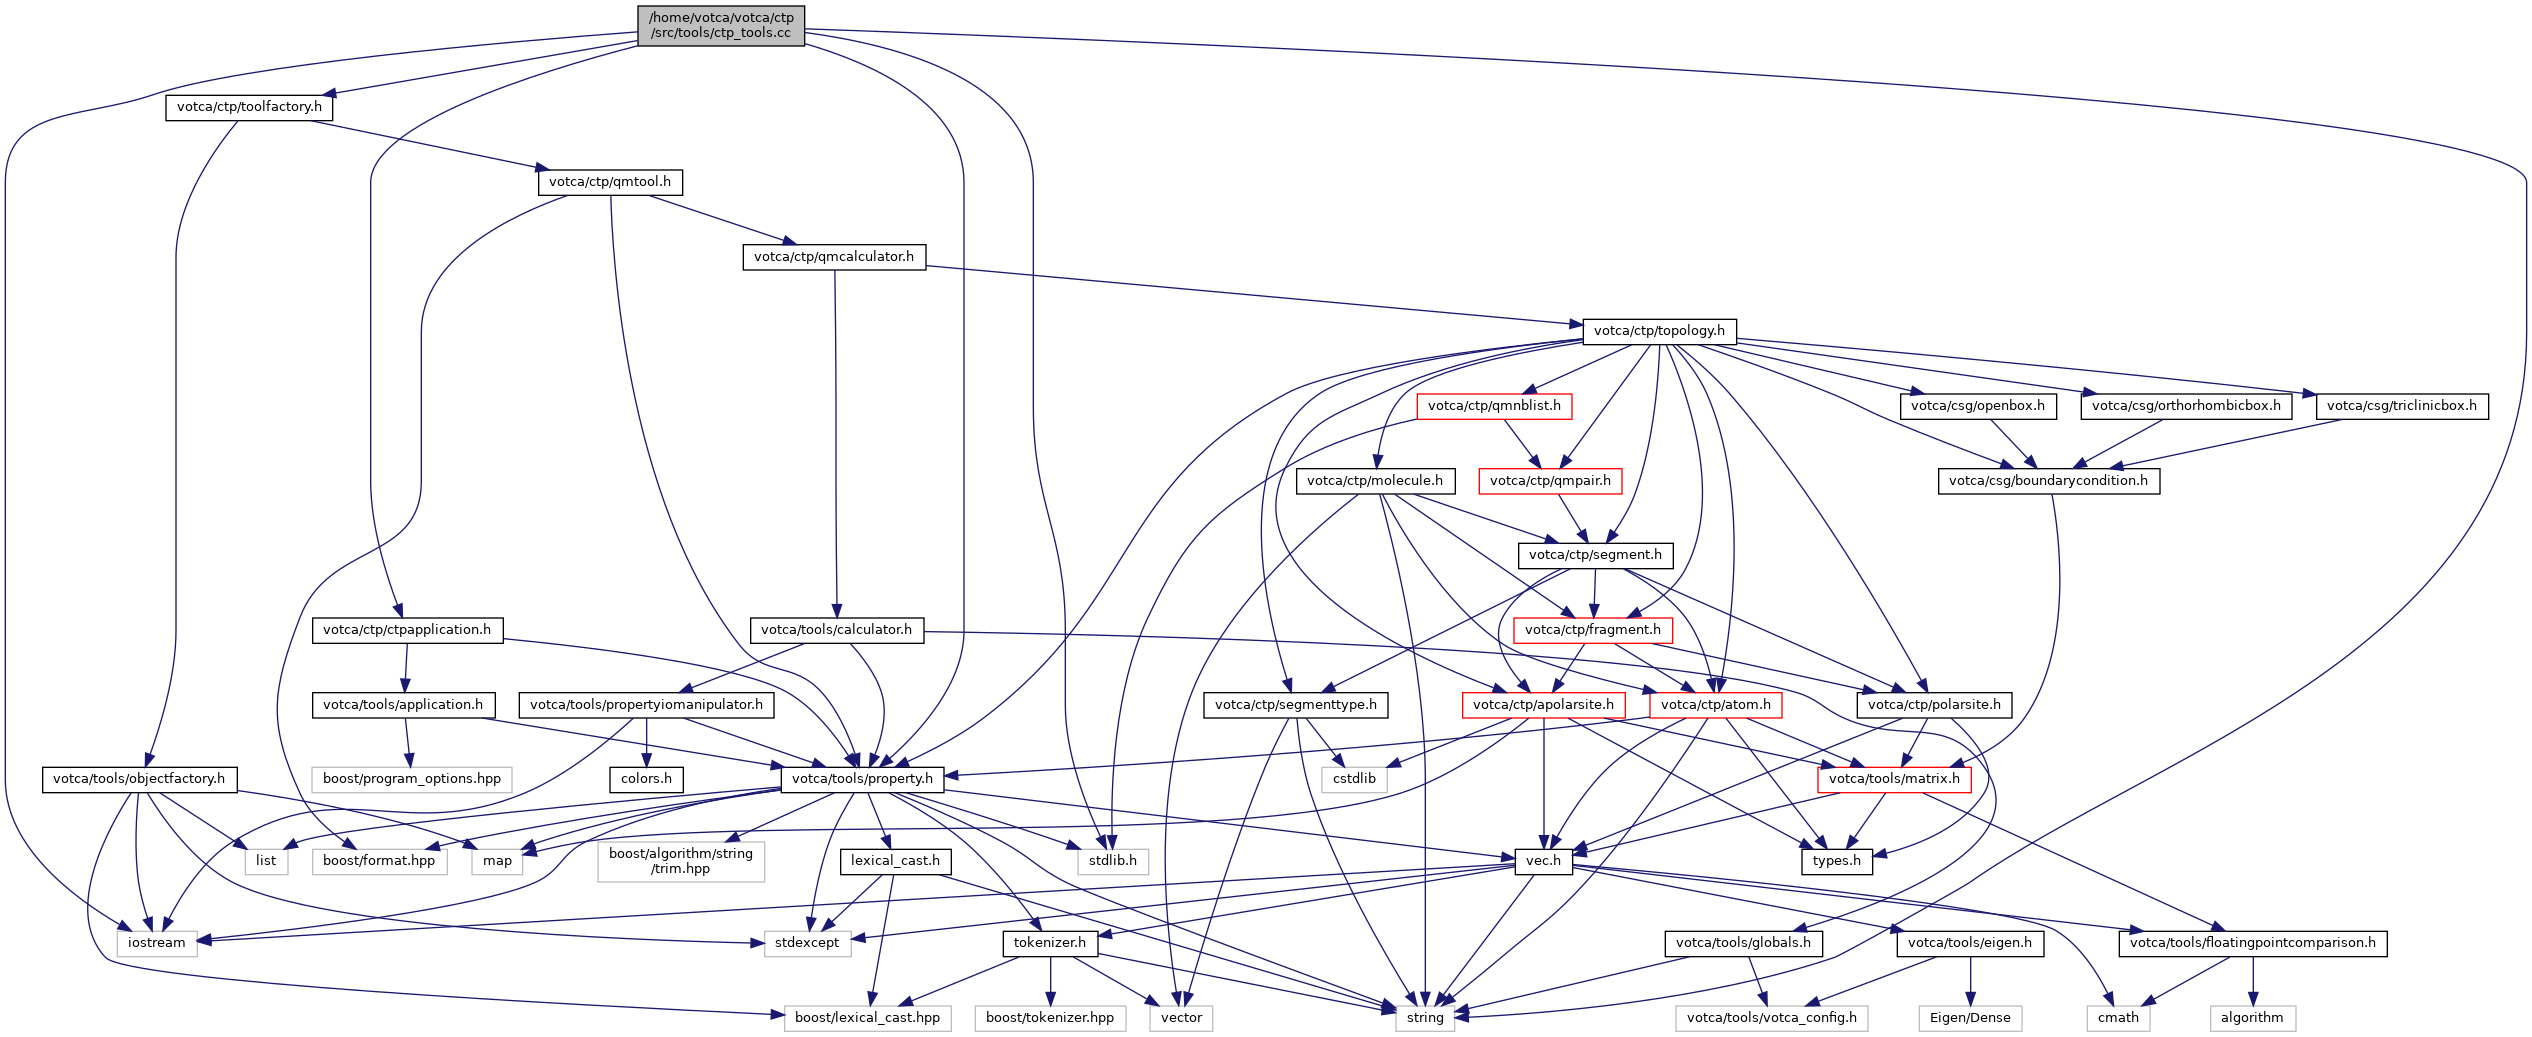 /home/votca/votca/ctp
/src/tools/ctp_tools.cc
votca/ctp/toolfactory.h
votca/ctp/qmtool.h
votca/ctp/qmcalculator.h
votca/ctp/topology.h
votca/ctp/qmnblist.h
votca/csg/openbox.h
votca/csg/orthorhombicbox.h
votca/csg/triclinicbox.h
votca/ctp/molecule.h
votca/ctp/qmpair.h
votca/csg/boundarycondition.h
votca/ctp/segment.h
votca/ctp/ctpapplication.h
votca/tools/calculator.h
votca/ctp/fragment.h
votca/tools/application.h
votca/tools/propertyiomanipulator.h
votca/ctp/segmenttype.h
votca/ctp/apolarsite.h
votca/ctp/atom.h
votca/ctp/polarsite.h
votca/tools/objectfactory.h
boost/program_options.hpp
colors.h
votca/tools/property.h
cstdlib
votca/tools/matrix.h
list
boost/format.hpp
map
boost/algorithm/string
/trim.hpp
lexical_cast.h
stdlib.h
vec.h
types.h
iostream
stdexcept
tokenizer.h
votca/tools/globals.h
votca/tools/eigen.h
votca/tools/floatingpointcomparison.h
boost/lexical_cast.hpp
boost/tokenizer.hpp
vector
string
votca/tools/votca_config.h
Eigen/Dense
cmath
algorithm